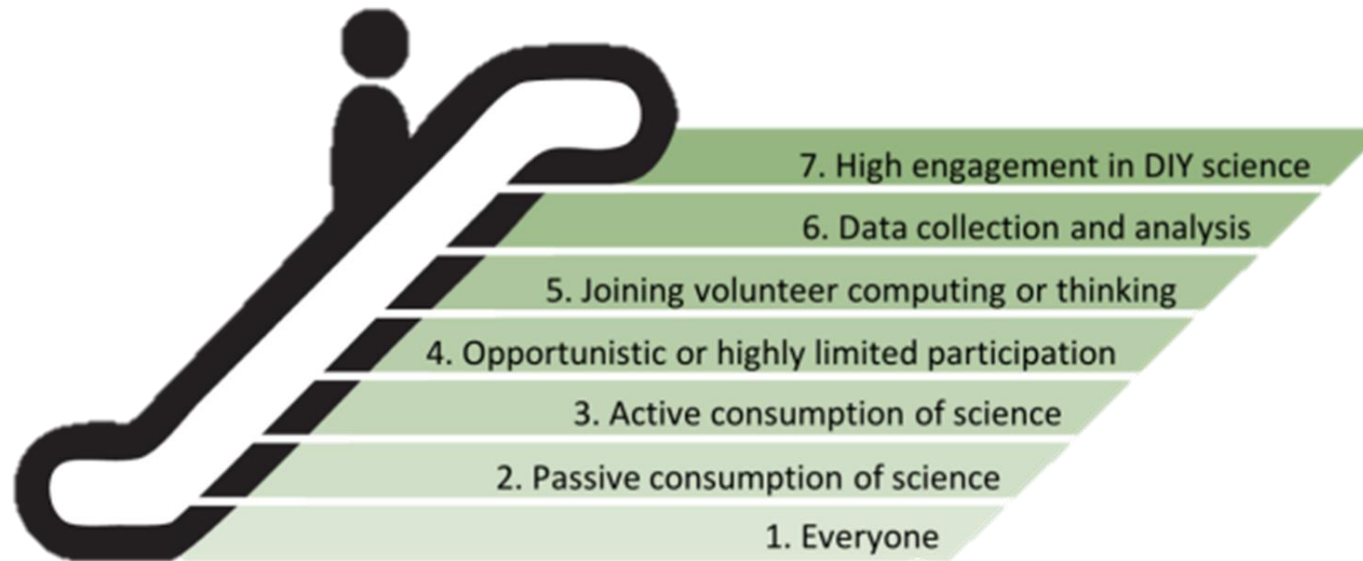 7. High engagement in DIY science
6. Data collection and analysis
5. Joining volunteer computing or thinking
4. Opportunistic or highly limited participation
3. Active consumption of science
2. Passive consumption of science
1. Everyone